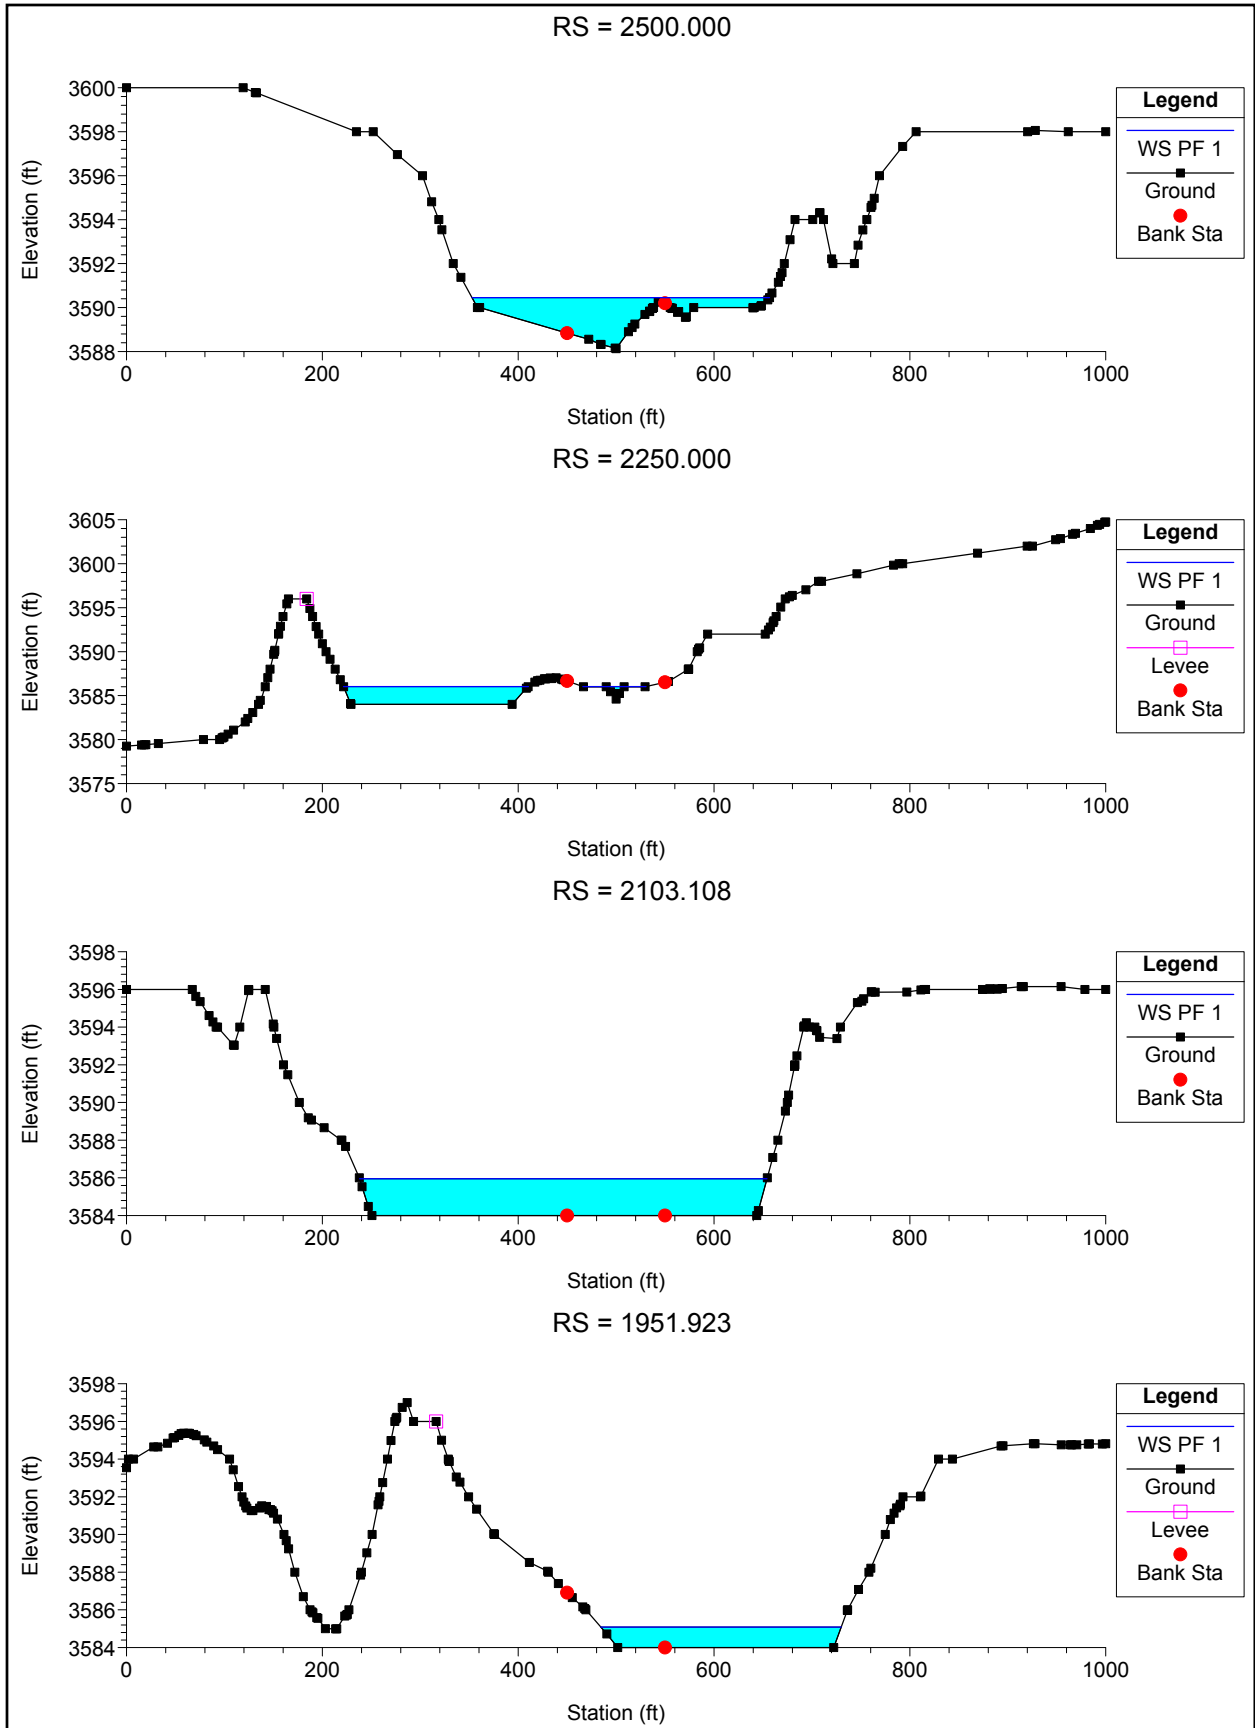 RS = 2500.000
3600
3598
3596
3594
3592
3590
3588
Elevation (ft)
0 200 400 600 800 1000
Station (ft)
Legend
WS PF 1
Ground
Bank Sta
RS = 2250.000
3605
3600
3595
3590
3585
3580
3575
Elevation (ft)
0 200 400 600 800 1000
Station (ft)
Legend
WS PF 1
Ground
Levee
Bank Sta
RS = 2103.108
3598
3596
3594
3592
3590
3588
3586
3584
Elevation (ft)
0 200 400 600 800 1000
Station (ft)
Legend
WS PF 1
Ground
Bank Sta
RS = 1951.923
3598
3596
3594
3592
3590
3588
3586
3584
Elevation (ft)
0 200 400 600 800 1000
Station (ft)
Legend
WS PF 1
Ground
Levee
Bank Sta